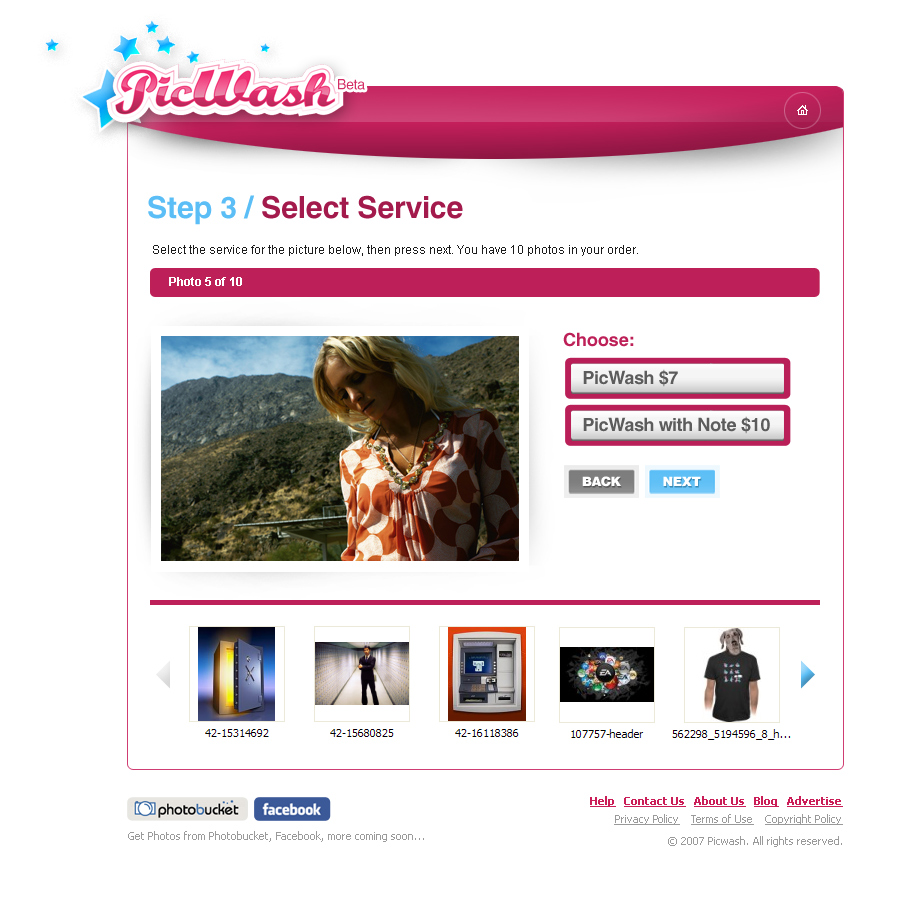 PicWash Beta
Step 3 / Select Service
Select the service for the picture below, then press next. You have 10 photos in your order.
Photo 5 of 10
Choose:
PicWash $7
PicWash with Note $10
BACK NEXT
EA
42-15314692 42-15680825 42-16118386 107757-header 562298_5194596_8_h...
photobucket facebook
Get Photos from Photobucket, Facebook, more coming soon...
Help Contact Us About Us Blog Advertise
Privacy Policy Terms of Use Copyright Policy
© 2007 Picwash. All rights reserved.